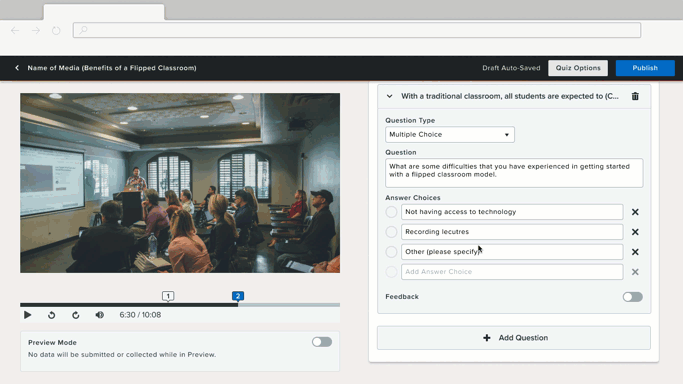 Name of Media (Benefits of a Flipped Classroom)
Draft Auto-Saved
Quiz Options
Publish
With a traditional classroom, all students are expected to (C...
Question Type
Multiple Choice
Question
What are some difficulties that you have experienced in getting started
with a flipped classroom model.
Answer Choices
Not having access to technology
Recording lecutres
Other (please specify)
Add Answer Choice
Feedback
Add Question
1
2
6:30 / 10:08
Preview Mode
No data will be submitted or collected while in Preview.